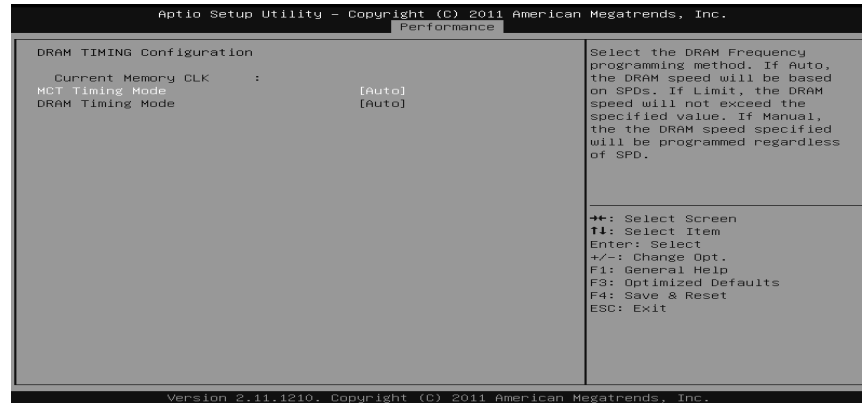 Aptio Setup Utility – Copyright (C) 2011 American Megatrends, Inc.
Performance
DRAM TIMING Configuration
Current Memory CLK :
MCT Timing Mode [Auto]
DRAM Timing Mode [Auto]
Select the DRAM Frequency
programming method. If Auto,
the DRAM speed will be based
on SPDs. If Limit, the DRAM
speed will not exceed the
specified value. If Manual,
the the DRAM speed specified
will be programmed regardless
of SPD.
→←: Select Screen
↑↓: Select Item
Enter: Select
+/-: Change Opt.
F1: General Help
F3: Optimized Defaults
F4: Save & Reset
ESC: Exit
Version 2.11.1210. Copyright (C) 2011 American Megatrends, Inc.